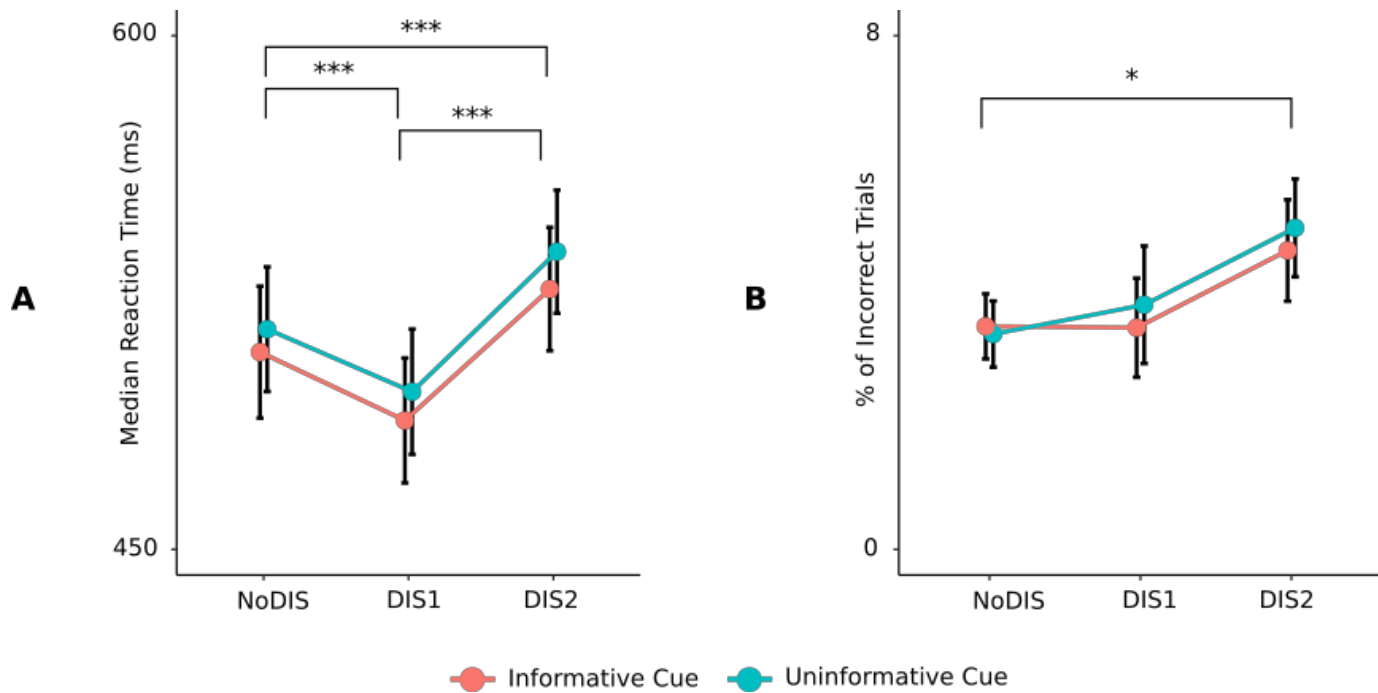 A
Median Reaction Time (ms)
600
450
***
***
***
NoDIS DIS1 DIS2
B
% of Incorrect Trials
8
0
*
NoDIS DIS1 DIS2
Informative Cue Uninformative Cue